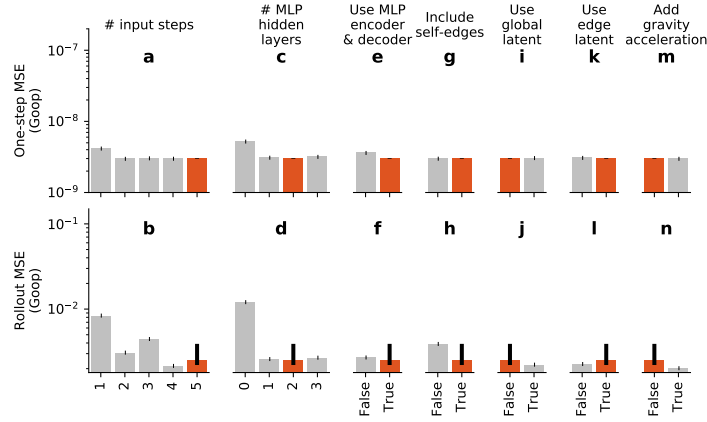 # input steps
# MLP
hidden
layers
Use MLP
encoder
& decoder
Include
self-edges
Use
global
latent
Use
edge
latent
Add
gravity
acceleration
a c e g i k m
One-step MSE
(Goop)
10⁻⁷
10⁻⁸
10⁻⁹
b d f h j l n
Rollout MSE
(Goop)
10⁻¹
10⁻²
1 2 3 4 5 0 1 2 3 False True False True False True False True False True